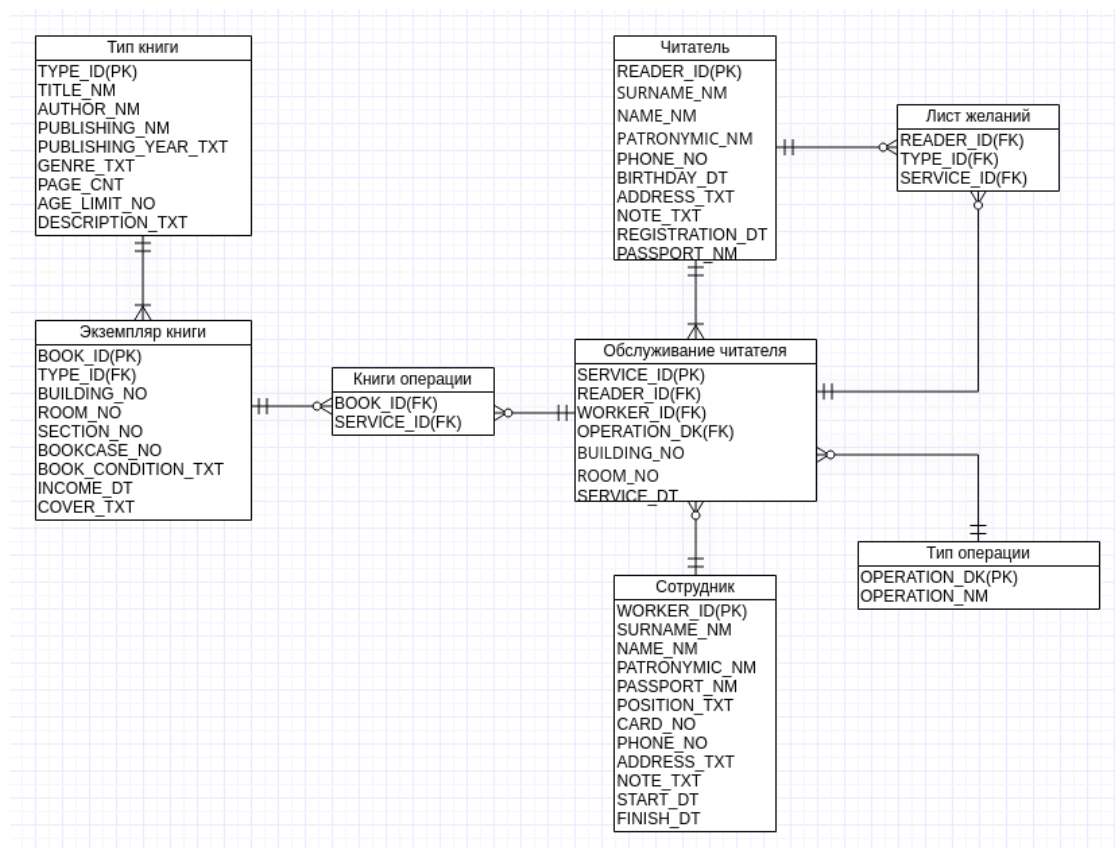 Тип книги
TYPE_ID(PK)
TITLE_NM
AUTHOR_NM
PUBLISHING_NM
PUBLISHING_YEAR_TXT
GENRE_TXT
PAGE_CNT
AGE_LIMIT_NO
DESCRIPTION_TXT
Читатель
READER_ID(PK)
SURNAME_NM
NAME_NM
PATRONYMIC_NM
PHONE_NO
BIRTHDAY_DT
ADDRESS_TXT
NOTE_TXT
REGISTRATION_DT
PASSPORT_NM
Лист желаний
READER_ID(FK)
TYPE_ID(FK)
SERVICE_ID(FK)
Экземпляр книги
BOOK_ID(PK)
TYPE_ID(FK)
BUILDING_NO
ROOM_NO
SECTION_NO
BOOKCASE_NO
BOOK_CONDITION_TXT
INCOME_DT
COVER_TXT
Книги операции
BOOK_ID(FK)
SERVICE_ID(FK)
Обслуживание читателя
SERVICE_ID(PK)
READER_ID(FK)
WORKER_ID(FK)
OPERATION_DK(FK)
BUILDING_NO
ROOM_NO
SERVICE_DT
Тип операции
OPERATION_DK(PK)
OPERATION_NM
Сотрудник
WORKER_ID(PK)
SURNAME_NM
NAME_NM
PATRONYMIC_NM
PASSPORT_NM
POSITION_TXT
CARD_NO
PHONE_NO
ADDRESS_TXT
NOTE_TXT
START_DT
FINISH_DT